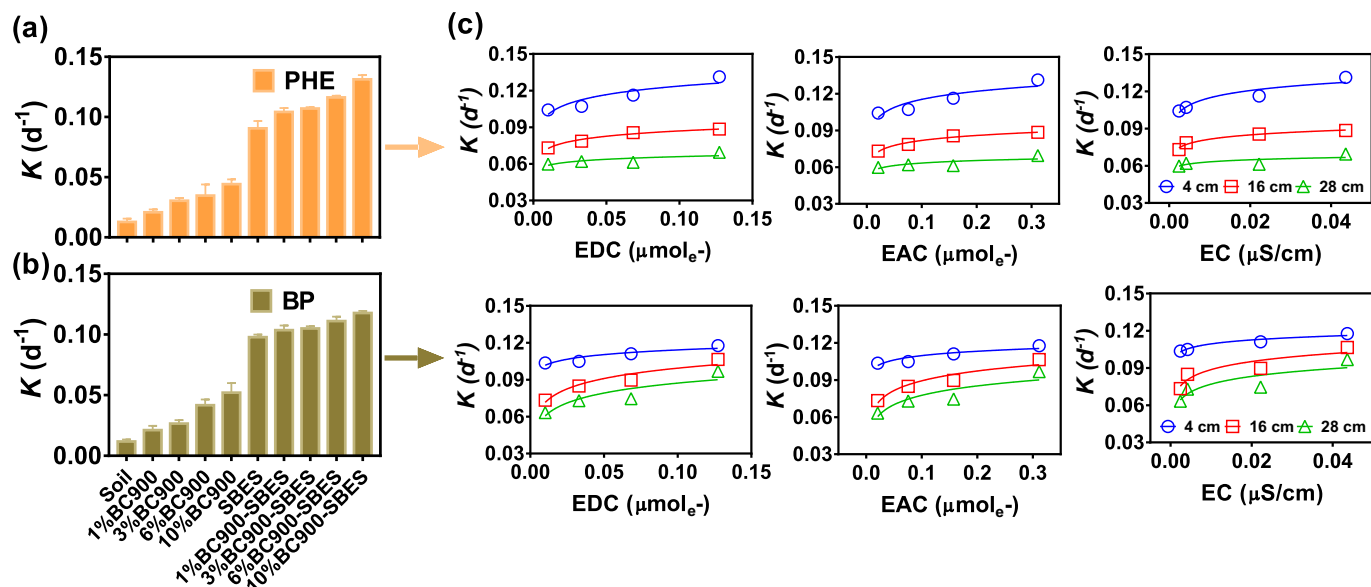 (a)
0.15
0.10
0.05
0.00
K (d⁻¹)
PHE
(b)
0.15
0.10
0.05
0.00
K (d⁻¹)
BP
Soil
1%BC900
3%BC900
6%BC900
10%BC900
SBES
1%BC900-SBES
3%BC900-SBES
6%BC900-SBES
10%BC900-SBES
(c)
0.15
0.12
0.09
0.06
0.03
K (d⁻¹)
0.00 0.05 0.10 0.15
EDC (μmolₑ-)
0.15
0.12
0.09
0.06
0.03
K (d⁻¹)
0.0 0.1 0.2 0.3
EAC (μmolₑ-)
0.15
0.12
0.09
0.06
0.03
K (d⁻¹)
4 cm 16 cm 28 cm
0.00 0.02 0.04
EC (μS/cm)
0.15
0.12
0.09
0.06
0.03
K (d⁻¹)
0.00 0.05 0.10 0.15
EDC (μmolₑ-)
0.15
0.12
0.09
0.06
0.03
K (d⁻¹)
0.0 0.1 0.2 0.3
EAC (μmolₑ-)
0.15
0.12
0.09
0.06
0.03
K (d⁻¹)
4 cm 16 cm 28 cm
0.00 0.02 0.04
EC (μS/cm)